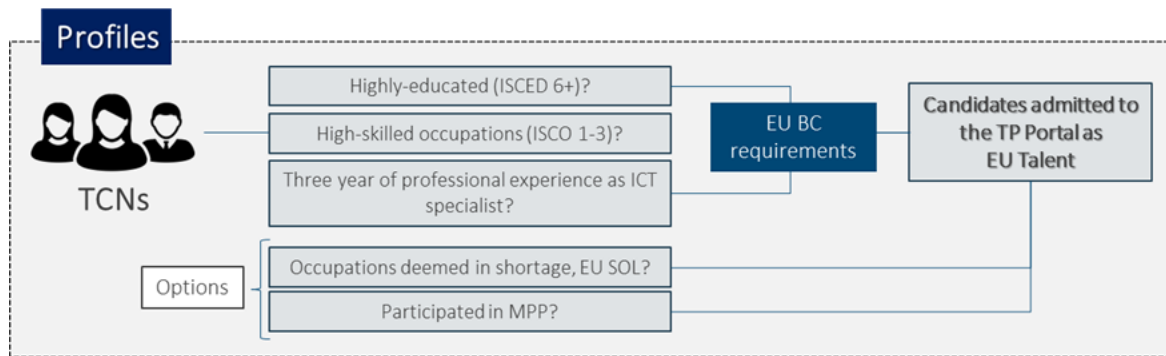 Profiles
TCNs
Highly-educated (ISCED 6+)?
High-skilled occupations (ISCO 1-3)?
Three year of professional experience as ICT
specialist?
EU BC
requirements
Candidates admitted to
the TP Portal as
EU Talent
Options
Occupations deemed in shortage, EU SOL?
Participated in MPP?